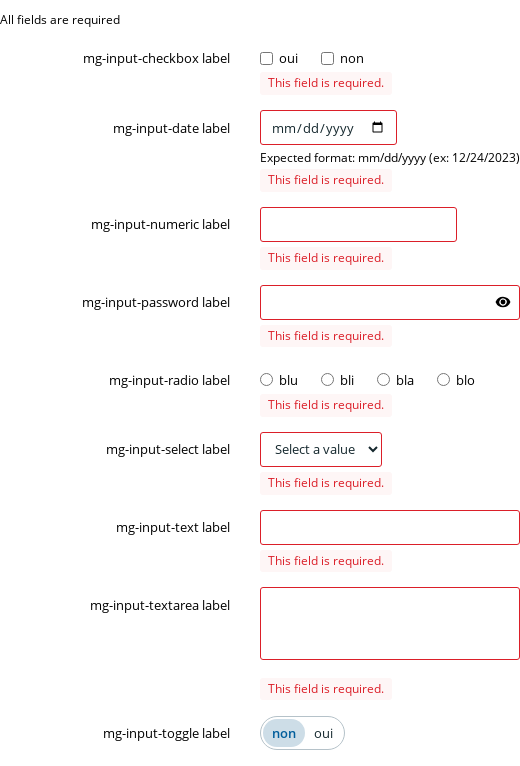 All fields are required
mg-input-checkbox label oui non
This field is required.
mg-input-date label mm/dd/yyyy
Expected format: mm/dd/yyyy (ex: 12/24/2023)
This field is required.
mg-input-numeric label
This field is required.
mg-input-password label
This field is required.
mg-input-radio label blu bli bla blo
This field is required.
mg-input-select label Select a value
This field is required.
mg-input-text label
This field is required.
mg-input-textarea label
This field is required.
mg-input-toggle label non oui